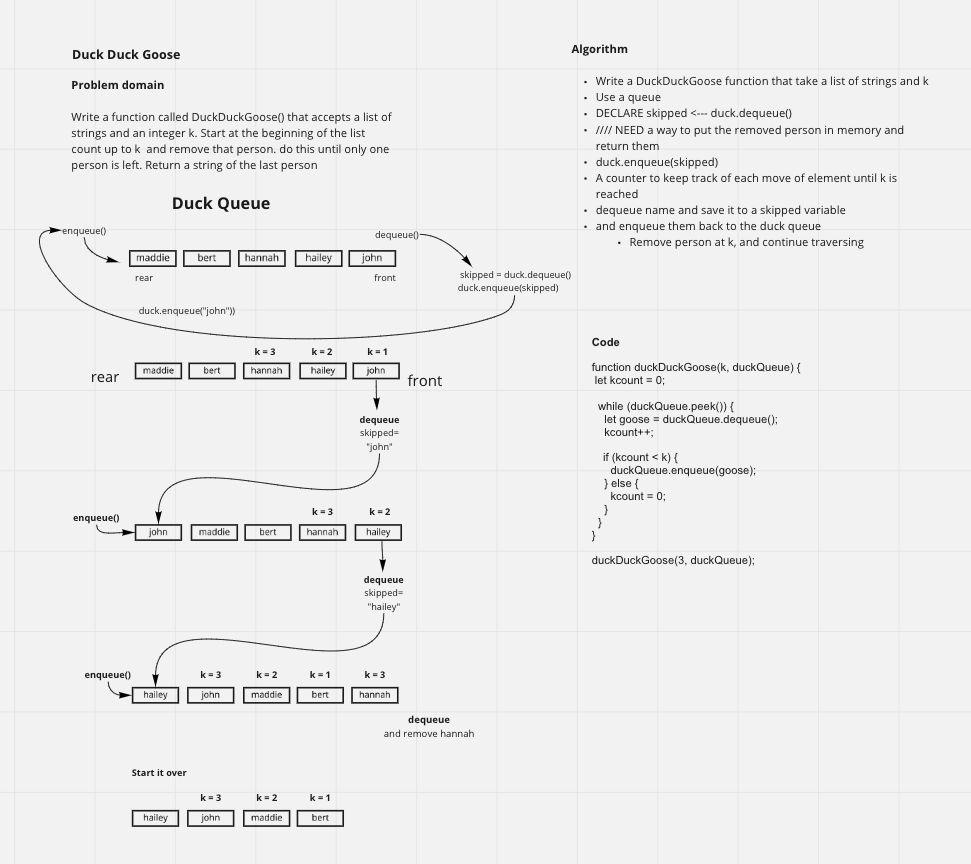 Duck Duck Goose
Problem domain
Write a function called DuckDuckGoose() that accepts a list of
strings and an integer k. Start at the beginning of the list
count up to k and remove that person. do this until only one
person is left. Return a string of the last person
Duck Queue
enqueue()
dequeue()
maddie bert hannah hailey john
rear front
skipped = duck.dequeue()
duck.enqueue(skipped)
duck.enqueue("john"))
k = 3 k = 2 k = 1
rear maddie bert hannah hailey john front
dequeue
skipped=
"john"
k = 3 k = 2
enqueue()
john maddie bert hannah hailey
dequeue
skipped=
"hailey"
enqueue() k = 3 k = 2 k = 1 k = 3
hailey john maddie bert hannah
dequeue
and remove hannah
Start it over
k = 3 k = 2 k = 1
hailey john maddie bert
Algorithm
• Write a DuckDuckGoose function that take a list of strings and k
• Use a queue
• DECLARE skipped <--- duck.dequeue()
• //// NEED a way to put the removed person in memory and
return them
• duck.enqueue(skipped)
• A counter to keep track of each move of element until k is
reached
• dequeue name and save it to a skipped variable
• and enqueue them back to the duck queue
• Remove person at k, and continue traversing
Code
function duckDuckGoose(k, duckQueue) {
let kcount = 0;
while (duckQueue.peek()) {
let goose = duckQueue.dequeue();
kcount++;
if (kcount < k) {
duckQueue.enqueue(goose);
} else {
kcount = 0;
}
}
}
duckDuckGoose(3, duckQueue);